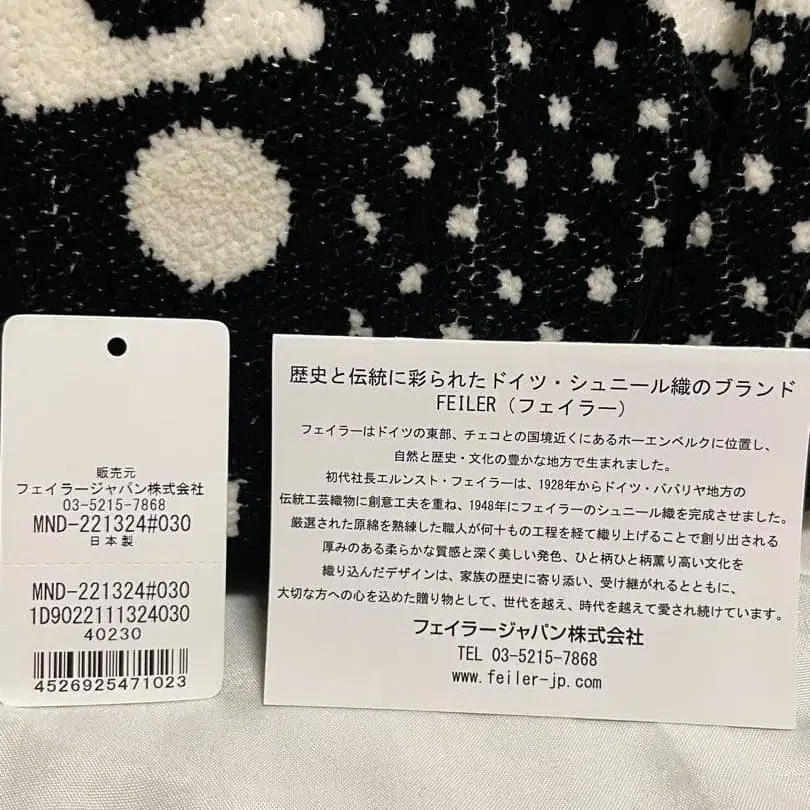 販売元
フェイラージャパン株式会社
03-5215-7868
MND-221324#030
日本製
MND-221324#030
1D9022111324030
40230
4526925471023
歴史と伝統に彩られたドイツ・シュニール織のブランド
FEILER（フェイラー）
フェイラーはドイツの東部、チェコとの国境近くにあるホーエンベルクに位置し、
自然と歴史・文化の豊かな地方で生まれました。
初代社長エルンスト・フェイラーは、1928年からドイツ・ババリヤ地方の
伝統工芸織物に創意工夫を重ね、1948年にフェイラーのシュニール織を完成させました。
厳選された原綿を熟練した職人が何十もの工程を経て織り上げることで創り出される
厚みのある柔らかな質感と深く美しい発色、ひと柄ひと柄薫り高い文化を
織り込んだデザインは、家族の歴史に寄り添い、受け継がれるとともに、
大切な方への心を込めた贈り物として、世代を越え、時代を越えて愛され続けています。
フェイラージャパン株式会社
TEL 03-5215-7868
www.feiler-jp.com